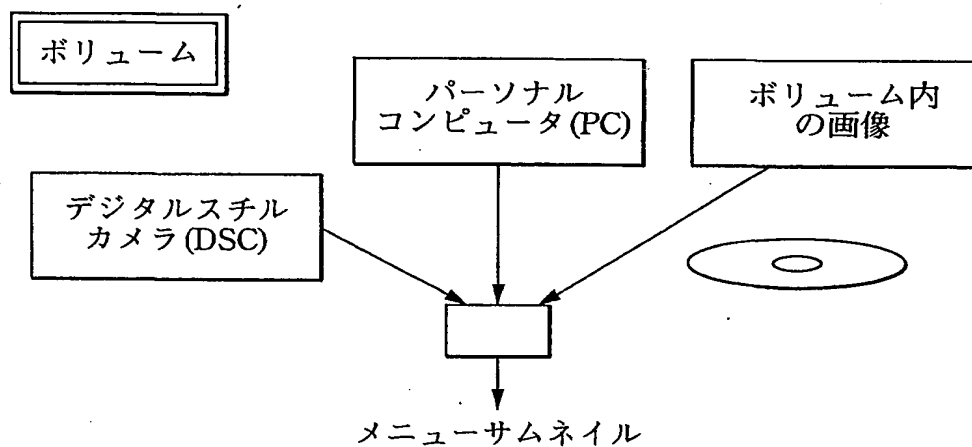 ボリューム
パーソナル
コンピュータ(PC)
ボリューム内
の画像
デジタルスチル
カメラ(DSC)
メニューサムネイル